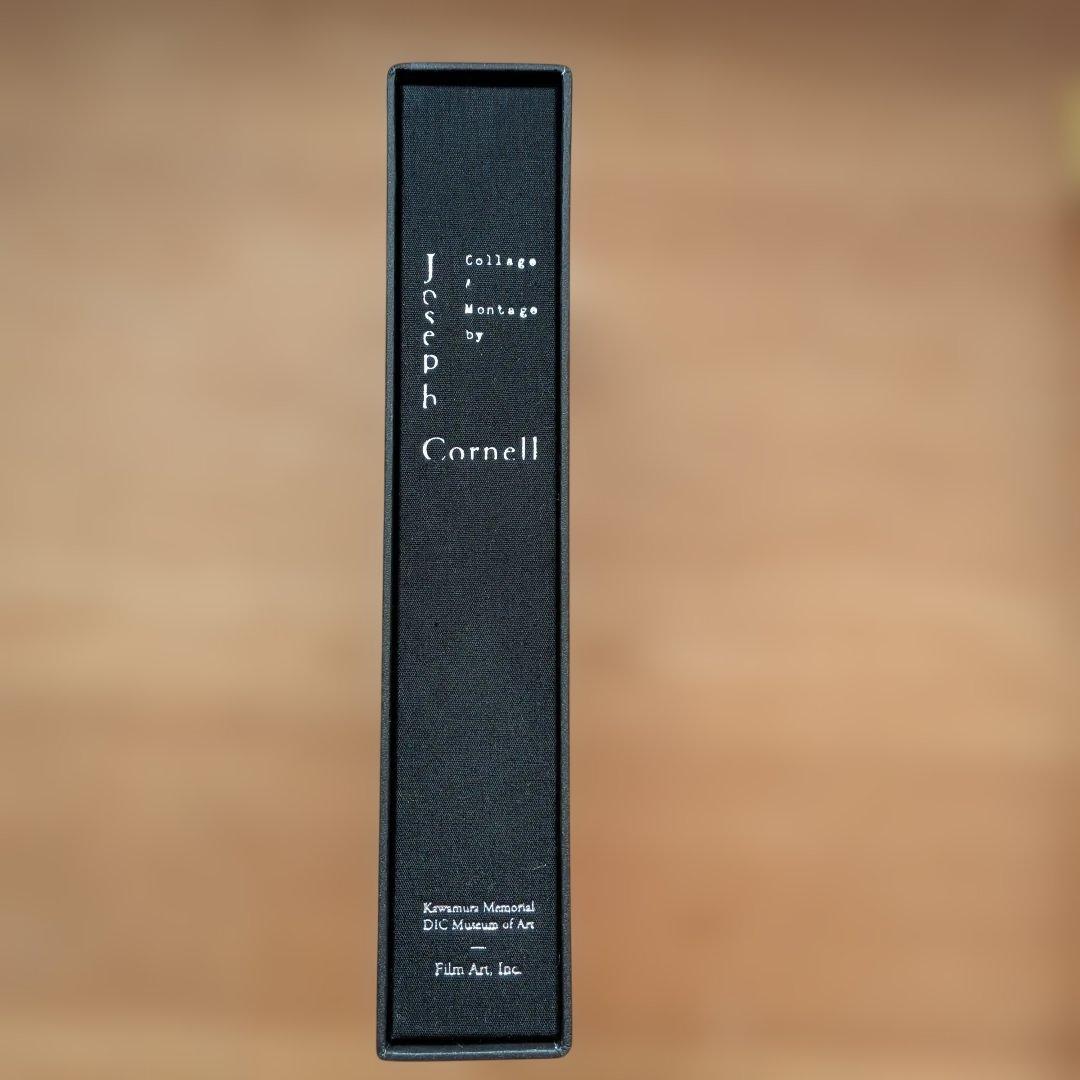 Collage
/
Montage
by
Joseph
Cornell
Kawamura Memorial
DIC Museum of Art
—
Film Art, Inc.